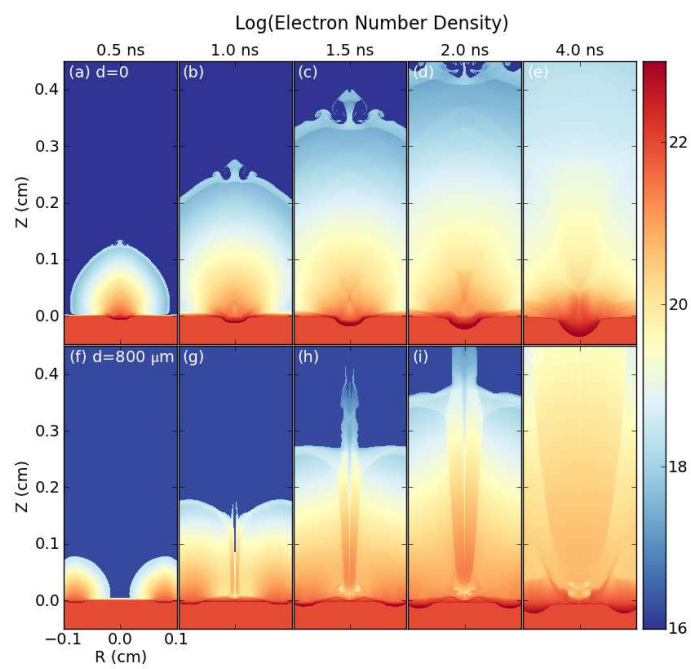 Log(Electron Number Density)
0.5 ns 1.0 ns 1.5 ns 2.0 ns 4.0 ns
(a) d=0 (b) (c) (d) (e)
0.4
0.3
0.2
0.1
0.0
Z (cm)
(f) d=800 μm (g) (h) (i)
0.4
0.3
0.2
0.1
0.0
Z (cm)
−0.1 0.0 0.1
R (cm)
22
20
18
16